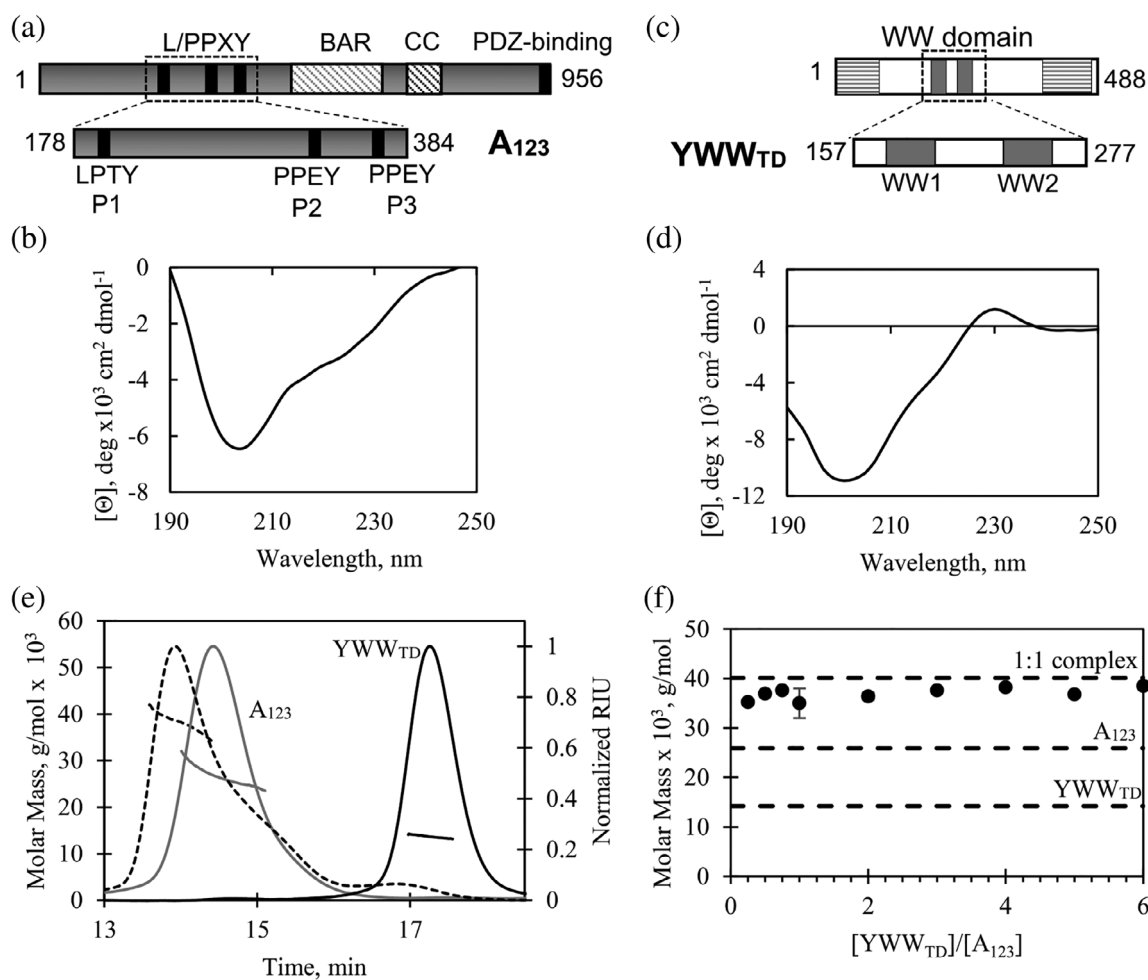 (a)
L/PPXY BAR CC PDZ-binding
1 956
178 384 A₁₂₃
LPTY PPEY PPEY
P1 P2 P3
(c)
WW domain
1 488
YWWTD 157 277
WW1 WW2
(b)
0
-2
-4
-6
-8
190 210 230 250
[Θ], deg x10³ cm² dmol⁻¹
Wavelength, nm
(d)
4
0
-4
-8
-12
190 210 230 250
[Θ], deg x 10³ cm² dmol⁻¹
Wavelength, nm
(e)
60
50
40
30
20
10
0
Molar Mass, g/mol x 10³
YWWTD
A₁₂₃
1
0.8
0.6
0.4
0.2
0
Normalized RIU
13 15 17
Time, min
(f)
50
40
30
20
10
0
Molar Mass x 10³, g/mol
1:1 complex
A₁₂₃
YWWTD
0 2 4 6
[YWWTD]/[A₁₂₃]